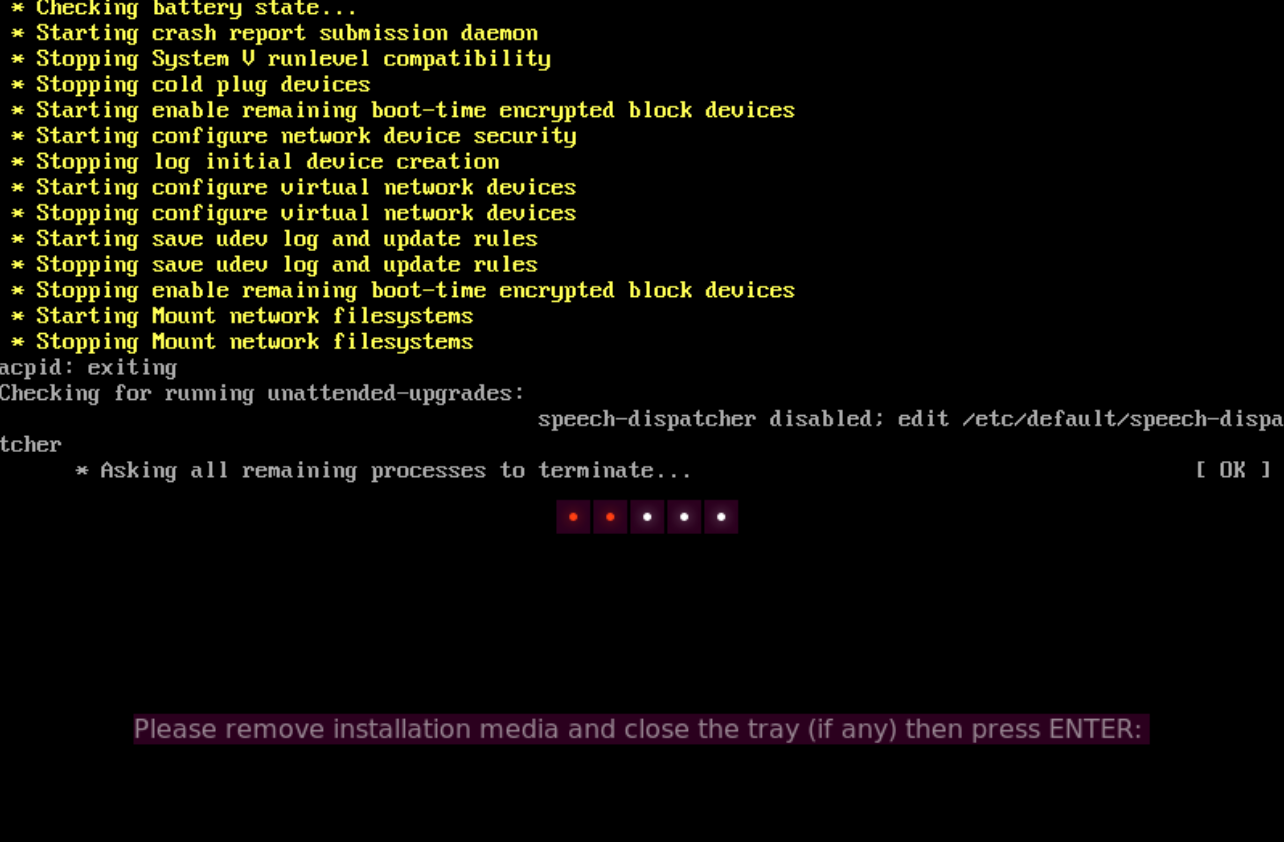 * Checking battery state...
* Starting crash report submission daemon
* Stopping System V runlevel compatibility
* Stopping cold plug devices
* Starting enable remaining boot-time encrypted block devices
* Starting configure network device security
* Stopping log initial device creation
* Starting configure virtual network devices
* Stopping configure virtual network devices
* Starting save udev log and update rules
* Stopping save udev log and update rules
* Stopping enable remaining boot-time encrypted block devices
* Starting Mount network filesystems
* Stopping Mount network filesystems
acpid: exiting
Checking for running unattended-upgrades:
speech-dispatcher disabled; edit /etc/default/speech-dispa
tcher
* Asking all remaining processes to terminate... [ OK ]
Please remove installation media and close the tray (if any) then press ENTER: